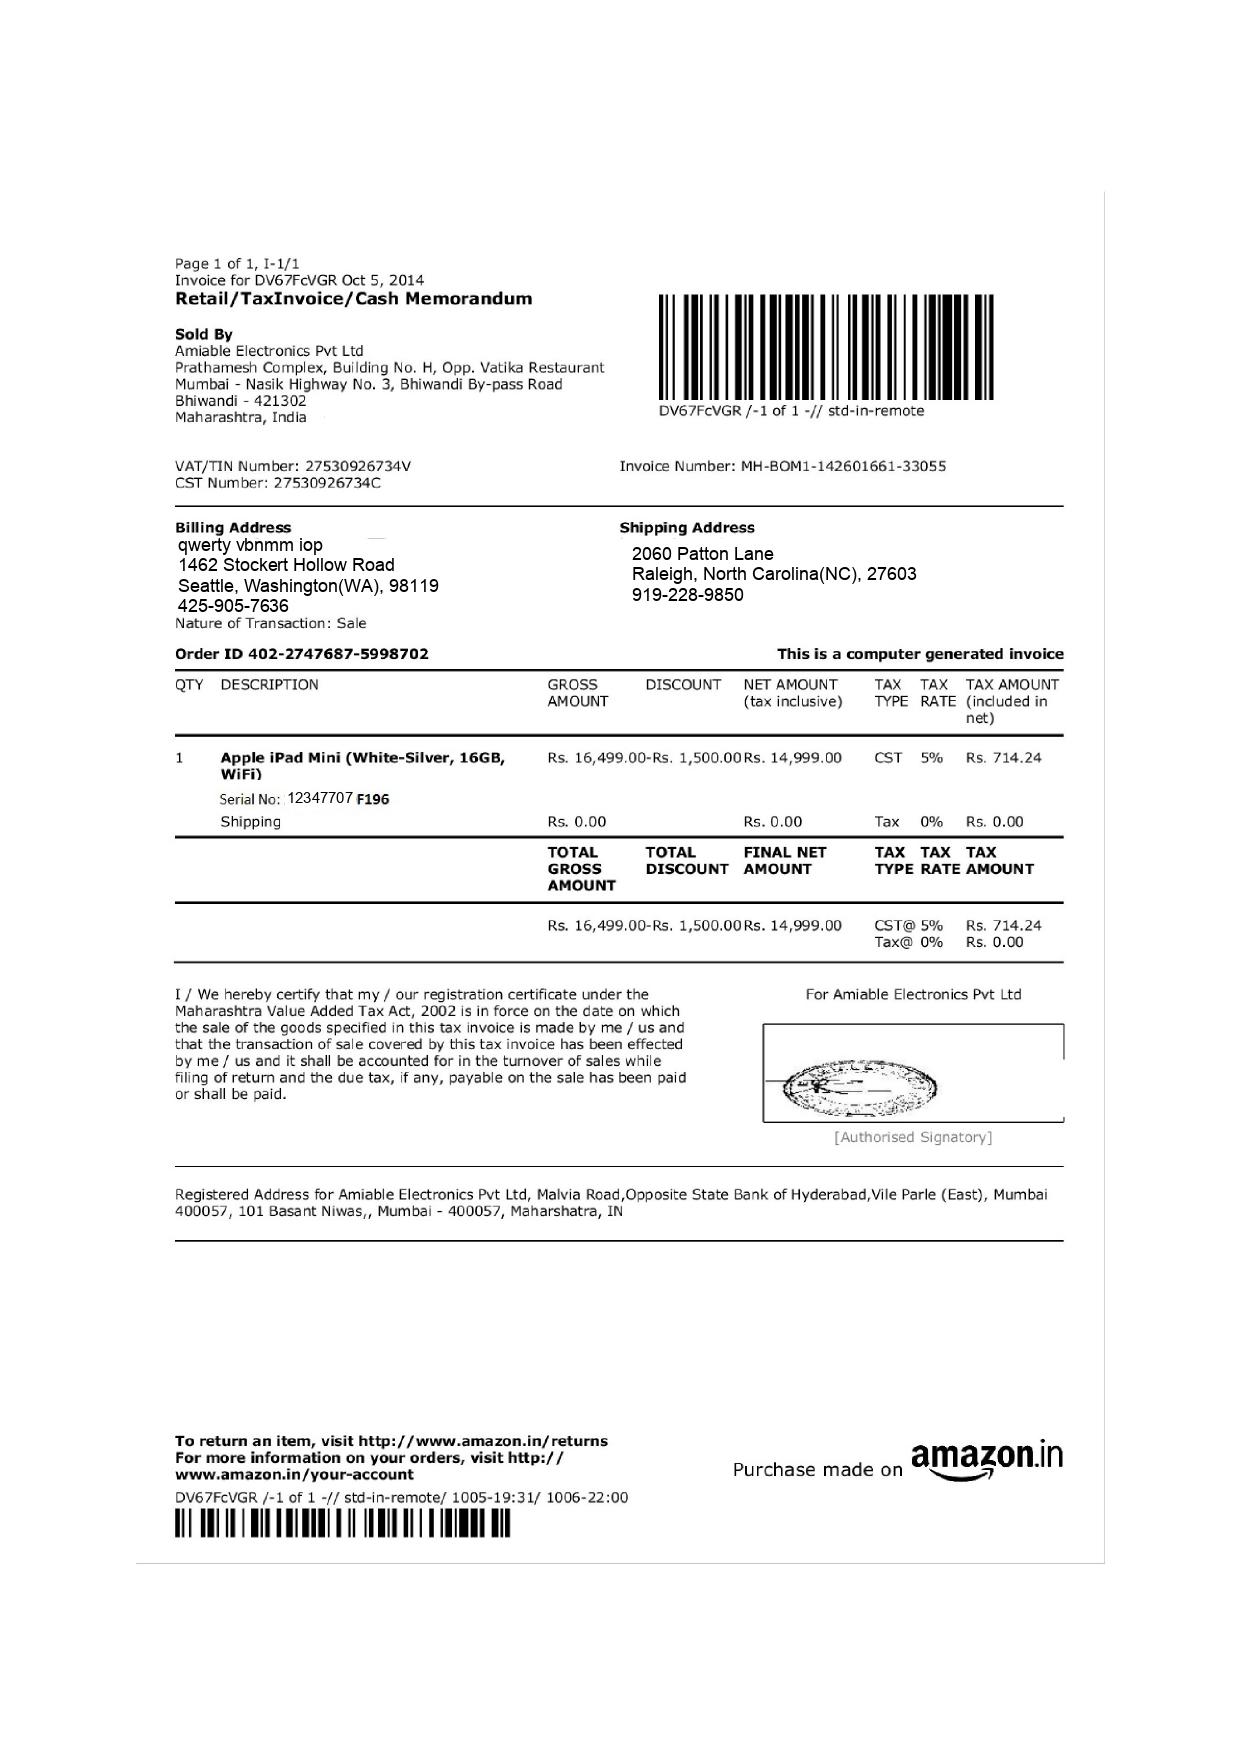 Page 1 of 1, I-1/1
Invoice for DV67FcVGR Oct 5, 2014
Retail/TaxInvoice/Cash Memorandum
Sold By
Amiable Electronics Pvt Ltd
Prathamesh Complex, Building No. H, Opp. Vatika Restaurant
Mumbai - Nasik Highway No. 3, Bhiwandi By-pass Road
Bhiwandi - 421302
Maharashtra, India
DV67FcVGR /-1 of 1 -// std-in-remote
VAT/TIN Number: 27530926734V
CST Number: 27530926734C
Invoice Number: MH-BOM1-142601661-33055
Billing Address
qwerty vbnmm iop
1462 Stockert Hollow Road
Seattle, Washington(WA), 98119
425-905-7636
Nature of Transaction: Sale
Shipping Address
2060 Patton Lane
Raleigh, North Carolina(NC), 27603
919-228-9850
Order ID 402-2747687-5998702 This is a computer generated invoice
QTY DESCRIPTION GROSS DISCOUNT NET AMOUNT TAX TAX TAX AMOUNT
AMOUNT (tax inclusive) TYPE RATE (included in
net)
1 Apple iPad Mini (White-Silver, 16GB, Rs. 16,499.00-Rs. 1,500.00Rs. 14,999.00 CST 5% Rs. 714.24
WiFi)
Serial No: 12347707 F196
Shipping Rs. 0.00 Rs. 0.00 Tax 0% Rs. 0.00
TOTAL TOTAL FINAL NET TAX TAX TAX
GROSS DISCOUNT AMOUNT TYPE RATE AMOUNT
AMOUNT
Rs. 16,499.00-Rs. 1,500.00Rs. 14,999.00 CST@ 5% Rs. 714.24
Tax@ 0% Rs. 0.00
I / We hereby certify that my / our registration certificate under the
Maharashtra Value Added Tax Act, 2002 is in force on the date on which
the sale of the goods specified in this tax invoice is made by me / us and
that the transaction of sale covered by this tax invoice has been effected
by me / us and it shall be accounted for in the turnover of sales while
filing of return and the due tax, if any, payable on the sale has been paid
or shall be paid.
For Amiable Electronics Pvt Ltd
[Authorised Signatory]
Registered Address for Amiable Electronics Pvt Ltd, Malvia Road,Opposite State Bank of Hyderabad,Vile Parle (East), Mumbai
400057, 101 Basant Niwas,, Mumbai - 400057, Maharshatra, IN
To return an item, visit http://www.amazon.in/returns
For more information on your orders, visit http://
www.amazon.in/your-account
DV67FcVGR /-1 of 1 -// std-in-remote/ 1005-19:31/ 1006-22:00
Purchase made on amazon.in